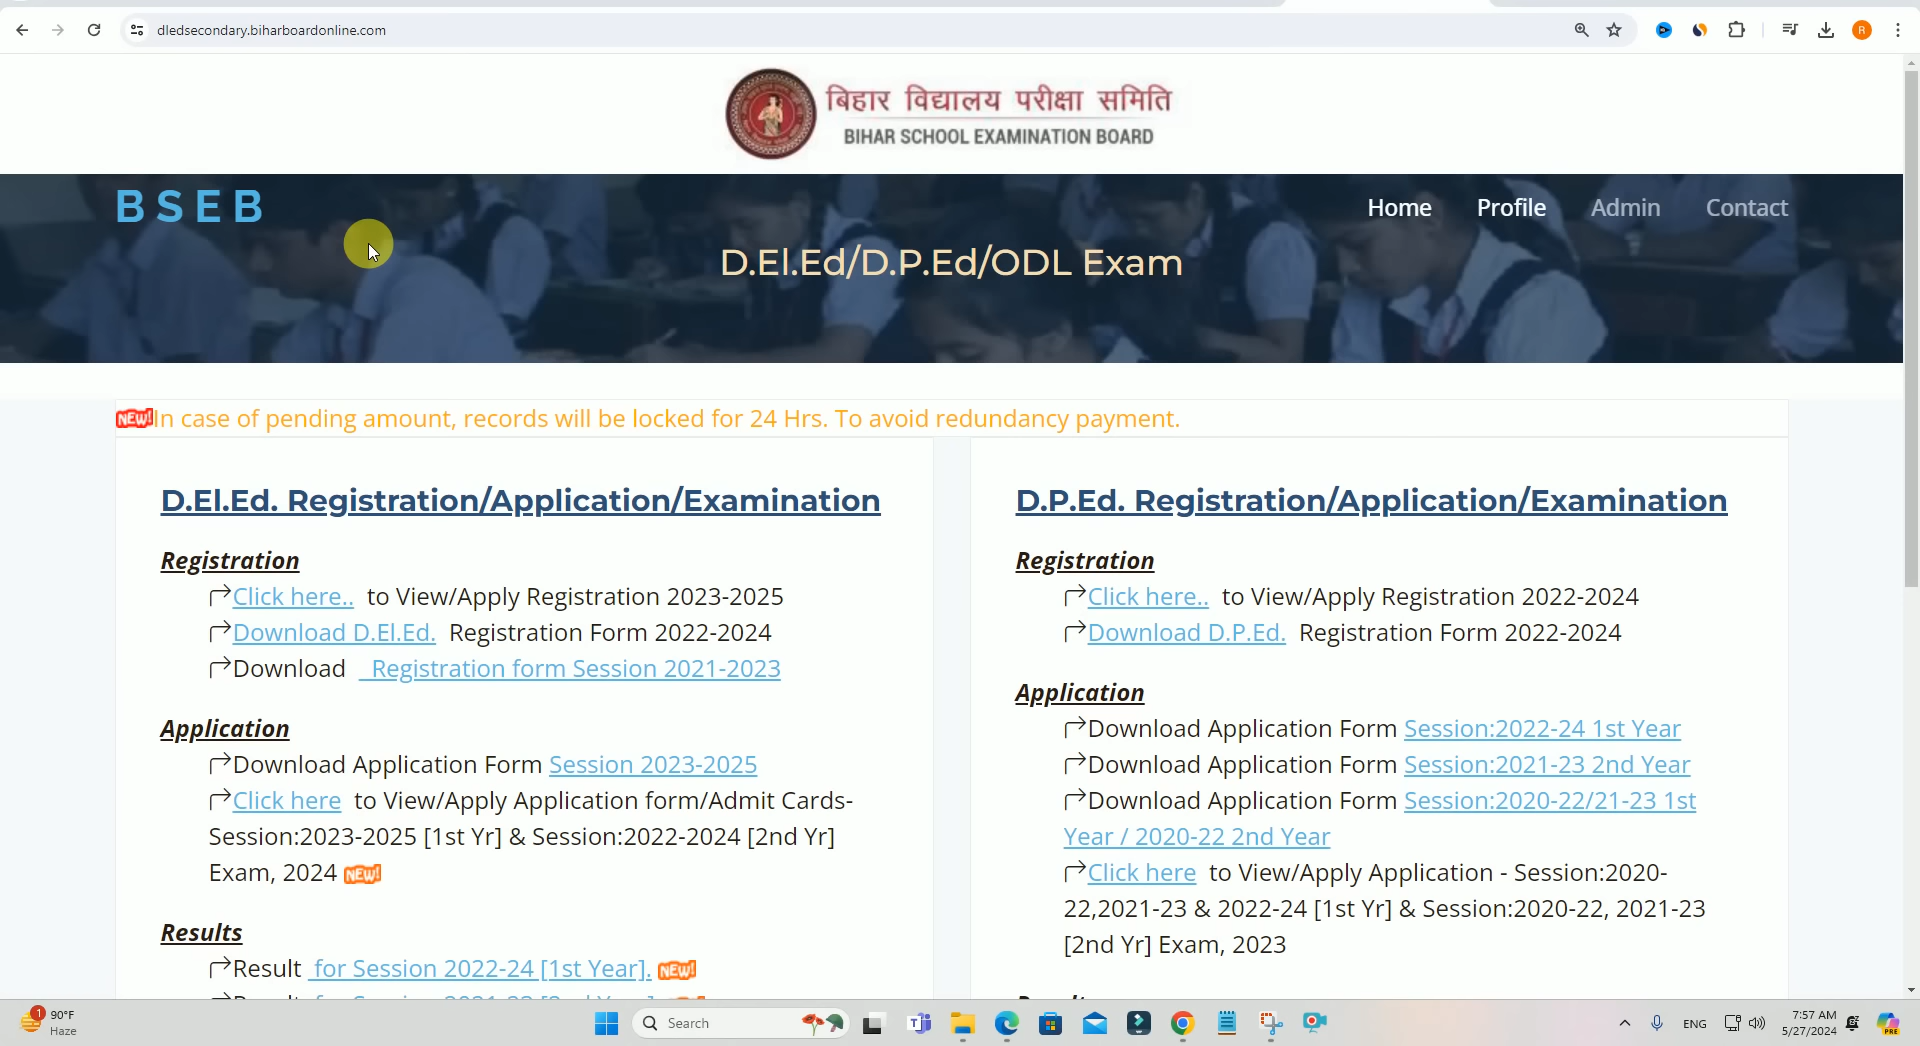 dledsecondary.biharboardonline.com
R
बिहार विद्यालय परीक्षा समिति
BIHAR SCHOOL EXAMINATION BOARD
BSEB
Home Profile Admin Contact
D.El.Ed/D.P.Ed/ODL Exam
NEW! In case of pending amount, records will be locked for 24 Hrs. To avoid redundancy payment.
D.El.Ed. Registration/Application/Examination
Registration
Click here.. to View/Apply Registration 2023-2025
Download D.El.Ed. Registration Form 2022-2024
Download Registration form Session 2021-2023
Application
Download Application Form Session 2023-2025
Click here to View/Apply Application form/Admit Cards-
Session:2023-2025 [1st Yr] & Session:2022-2024 [2nd Yr]
Exam, 2024 NEW!
Results
Result for Session 2022-24 [1st Year]. NEW!
D.P.Ed. Registration/Application/Examination
Registration
Click here.. to View/Apply Registration 2022-2024
Download D.P.Ed. Registration Form 2022-2024
Application
Download Application Form Session:2022-24 1st Year
Download Application Form Session:2021-23 2nd Year
Download Application Form Session:2020-22/21-23 1st
Year / 2020-22 2nd Year
Click here to View/Apply Application - Session:2020-
22,2021-23 & 2022-24 [1st Yr] & Session:2020-22, 2021-23
[2nd Yr] Exam, 2023
1
90°F
Haze
Search
ENG
7:57 AM
5/27/2024
PRE